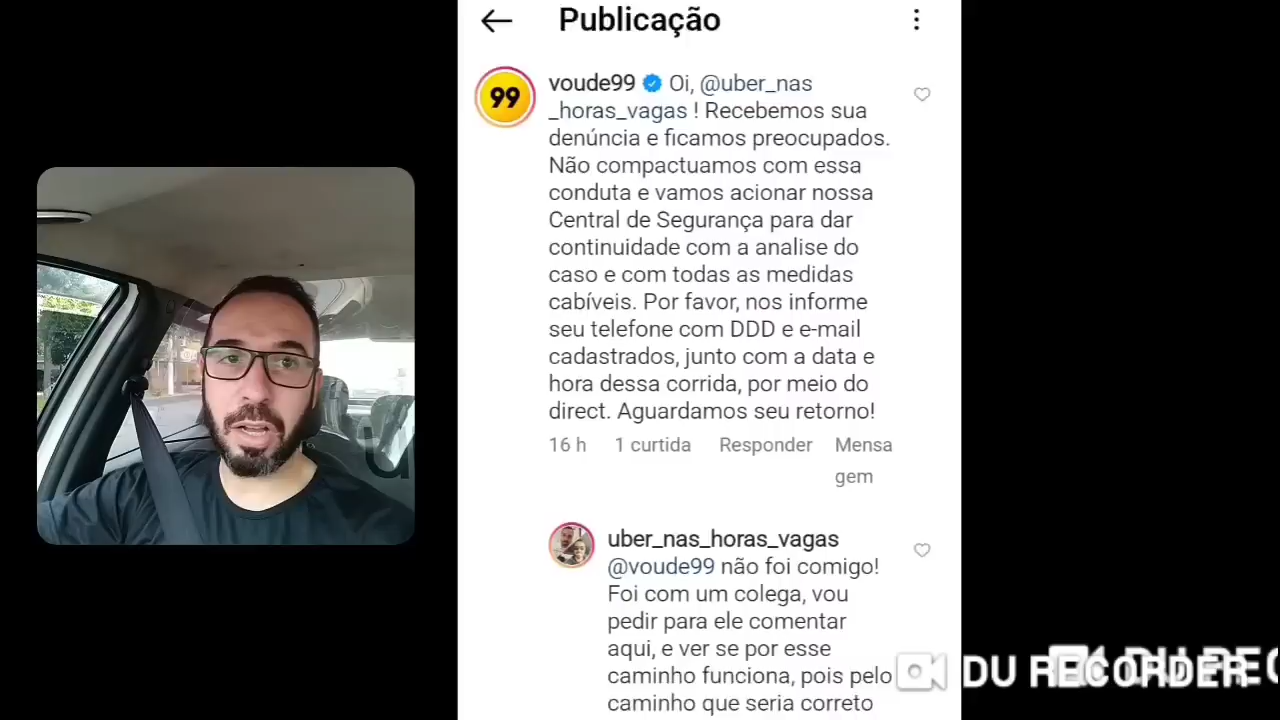 Publicação
99
voude99 Oi, @uber_nas
_horas_vagas ! Recebemos sua
denúncia e ficamos preocupados.
Não compactuamos com essa
conduta e vamos acionar nossa
Central de Segurança para dar
continuidade com a analise do
caso e com todas as medidas
cabíveis. Por favor, nos informe
seu telefone com DDD e e-mail
cadastrados, junto com a data e
hora dessa corrida, por meio do
direct. Aguardamos seu retorno!
16 h 1 curtida Responder Mensa
gem
uber_nas_horas_vagas
@voude99 não foi comigo!
Foi com um colega, vou
pedir para ele comentar
aqui, e ver se por esse
caminho funciona, pois pelo
caminho que seria correto
DU RECORDER